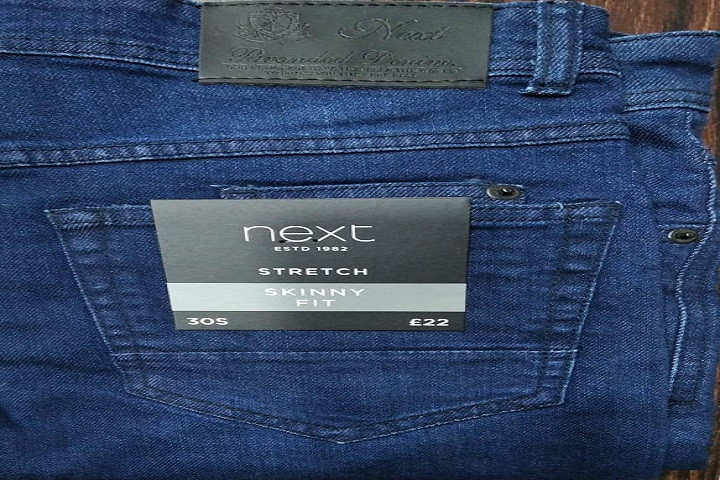 Next
Branded Denim
next
ESTD 1982
STRETCH
SKINNY
FIT
30S £22